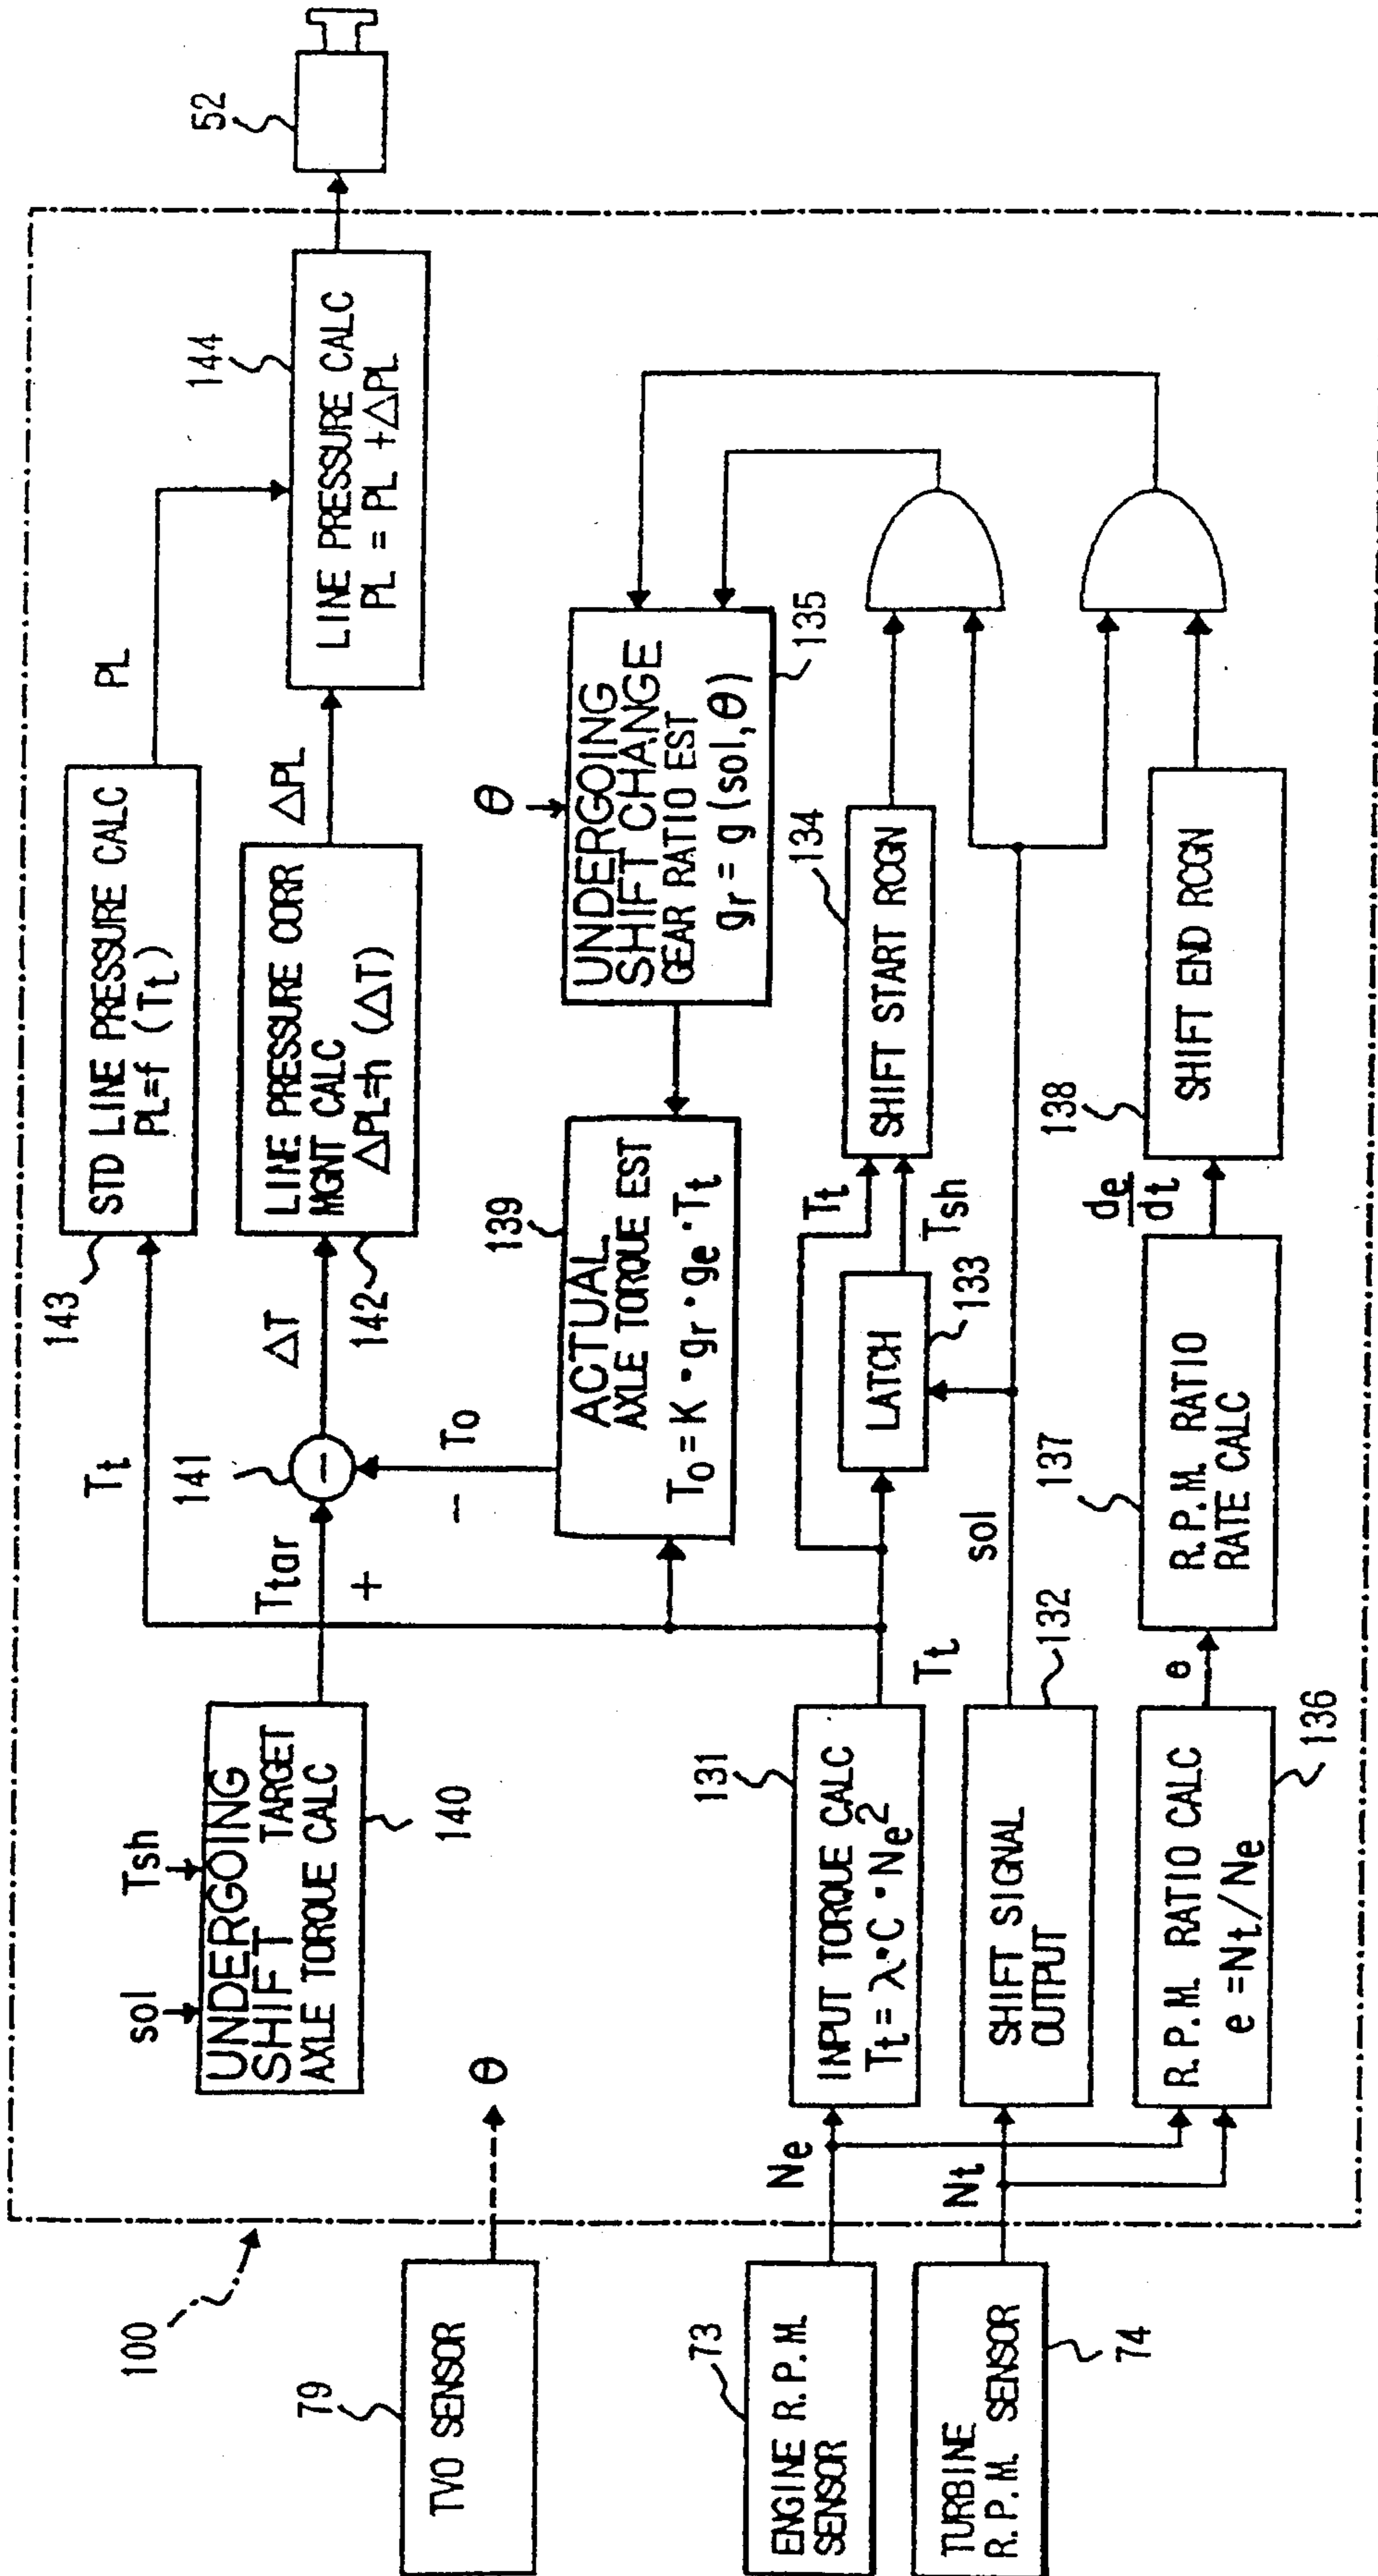 100
79
TVO SENSOR
θ
73
ENGINE R.P.M.
SENSOR
TURBINE
R.P.M. SENSOR
74
Ne
Nt
sol
Tsh
UNDERGOING
SHIFT TARGET
AXLE TORQUE CALC
140
Ttar
+
141
−
− To
ΔT
Tt
143
STD LINE PRESSURE CALC
PL=f (Tt)
PL
LINE PRESSURE CORR
MGNT CALC
ΔPL=h (ΔT)
142
ΔPL
144
LINE PRESSURE CALC
PL = PL +ΔPL
52
139
ACTUAL
AXLE TORQUE EST
To = K • gr • ge • Tt
θ
UNDERGOING
SHIFT CHANGE
GEAR RATIO EST
gr = g (sol, θ)
135
131
INPUT TORQUE CALC
Tt = λ • C • Ne²
Tt
LATCH
133
Tt
Tsh
134
SHIFT START RCGN
SHIFT SIGNAL
OUTPUT
132
sol
R.P.M. RATIO CALC
e = Nt/Ne
136
e
137
R.P.M. RATIO
RATE CALC
de
dt
138
SHIFT END RCGN